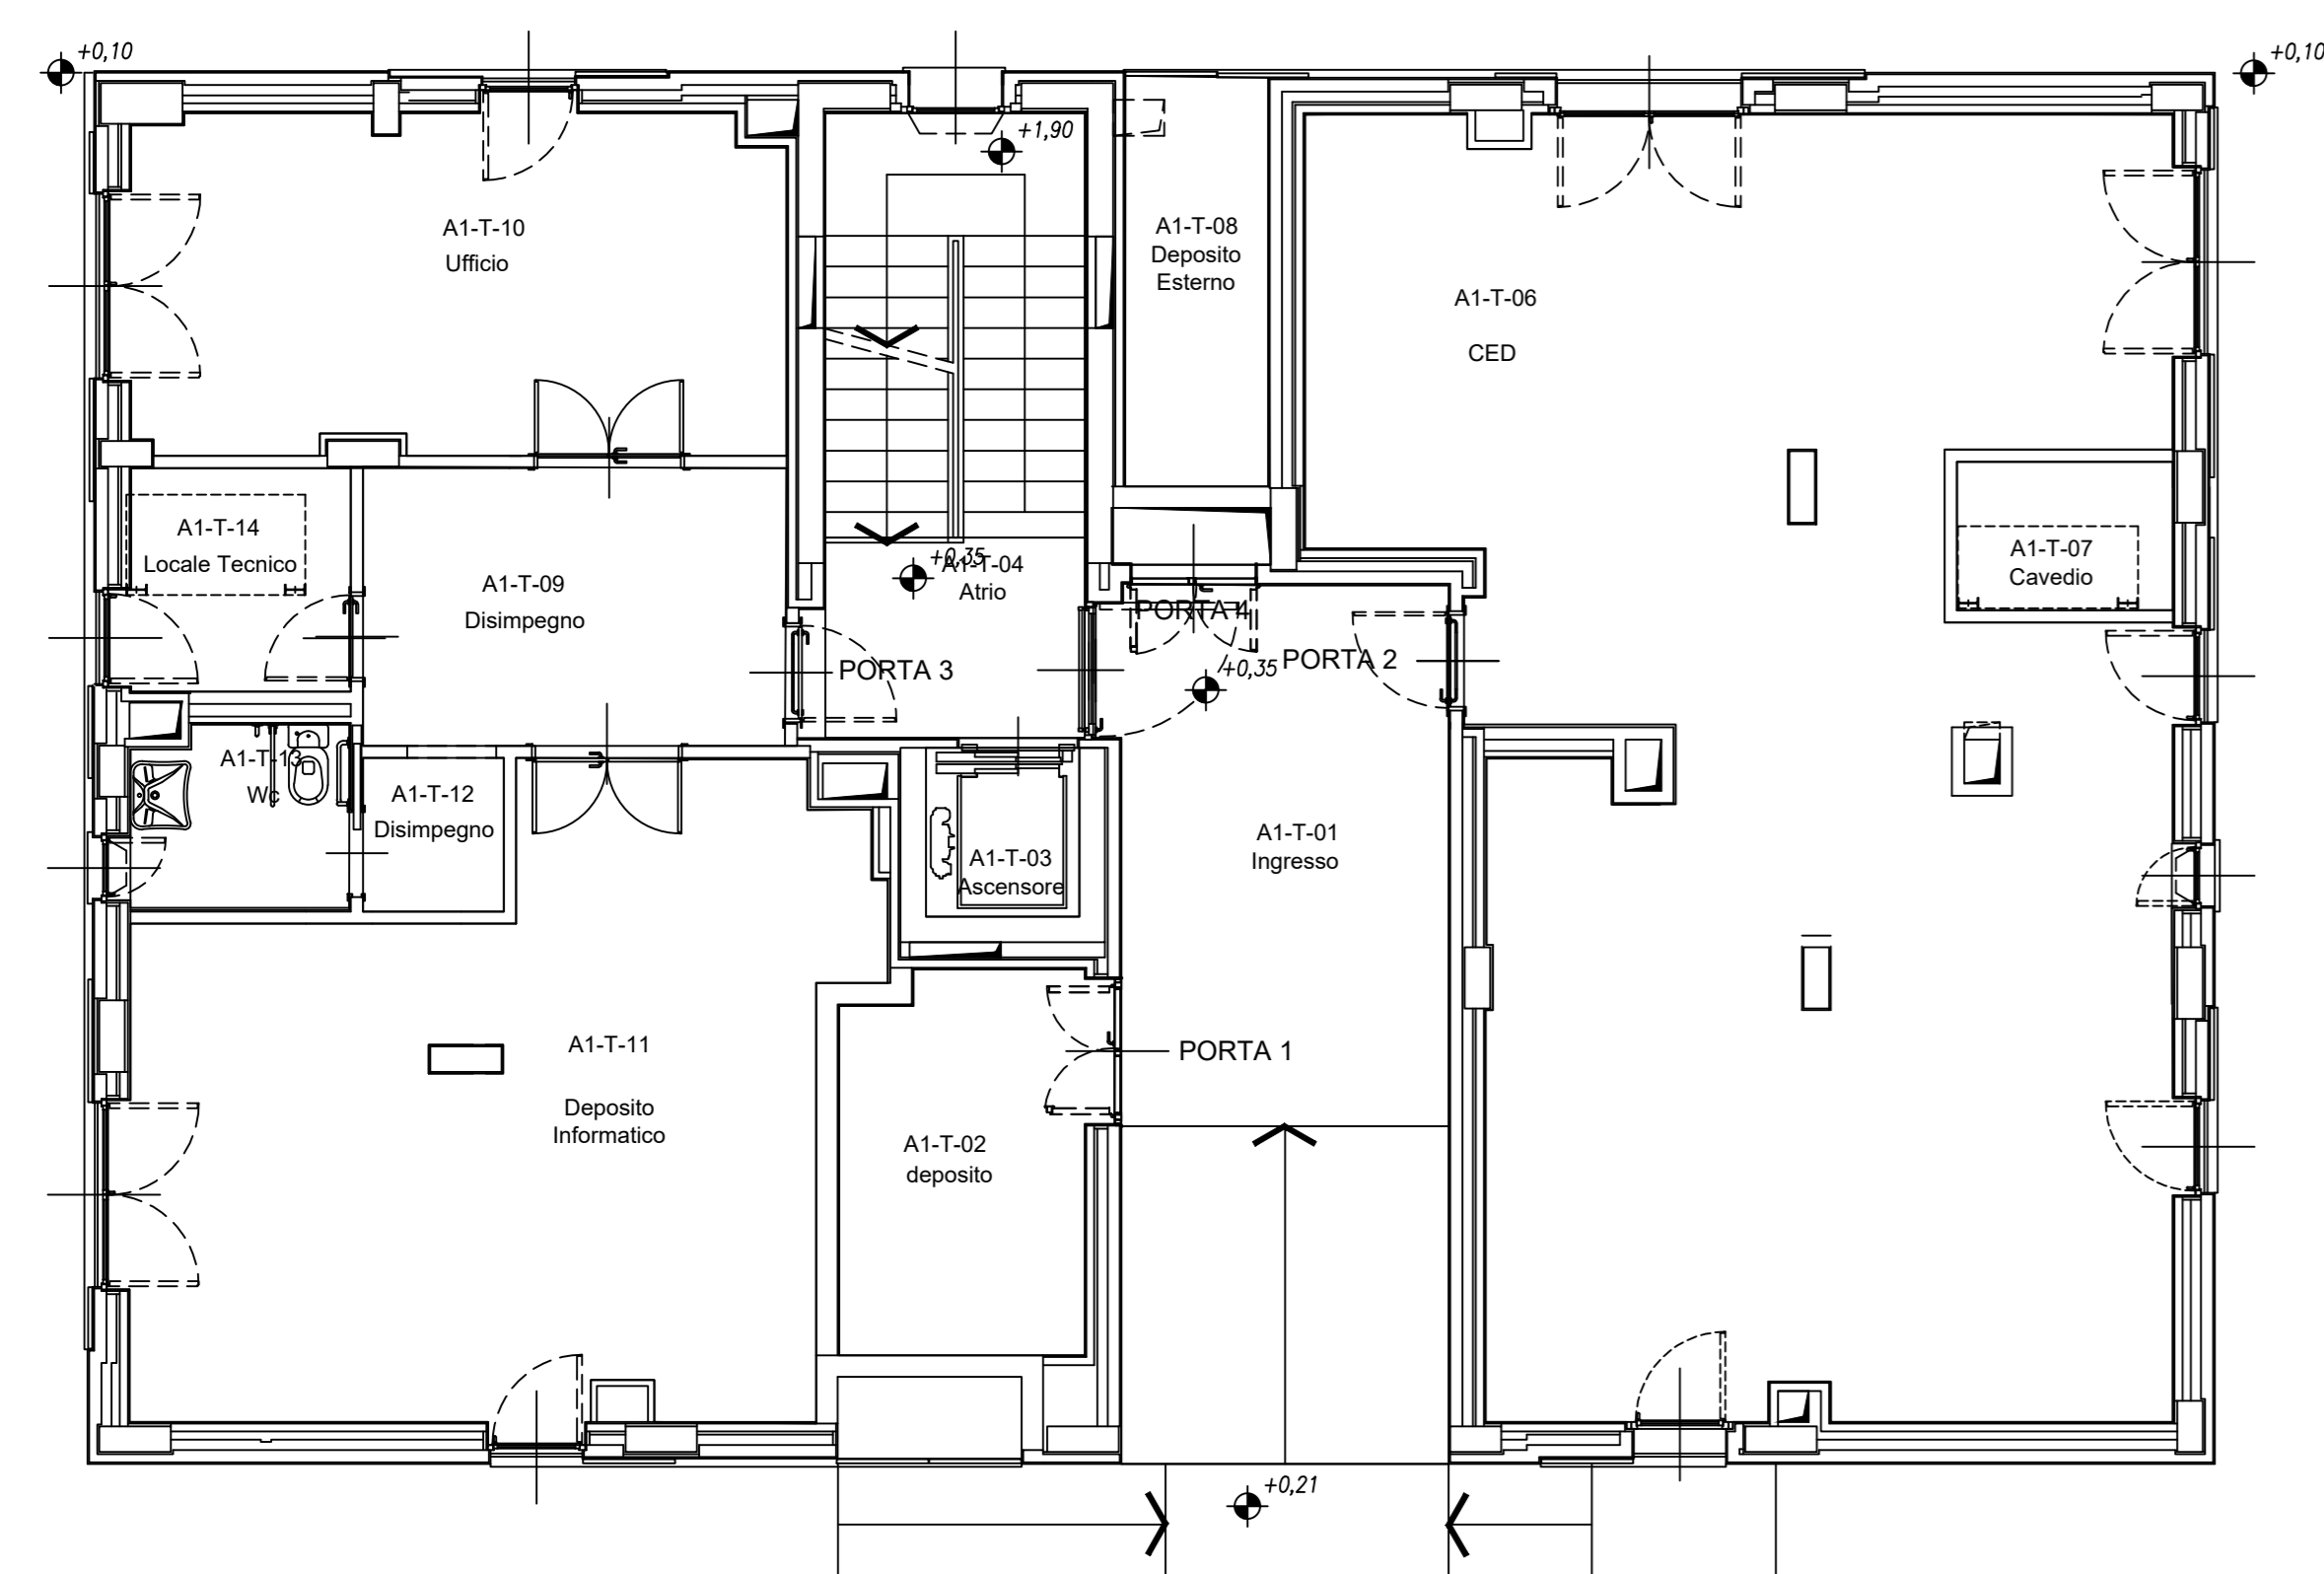 +0,10
+0,10
+1,90
A1-T-10
Ufficio
A1-T-08
Deposito
Esterno
A1-T-06
CED
A1-T-14
Locale Tecnico
A1-T-09
Disimpegno
+0,35
A1-T-04
Atrio
A1-T-07
Cavedio
PORTA 4
PORTA 3
PORTA 2
+0,35
A1-T-13
Wc
A1-T-12
Disimpegno
A1-T-03
Ascensore
A1-T-01
Ingresso
A1-T-11
Deposito
Informatico
PORTA 1
A1-T-02
deposito
+0,21